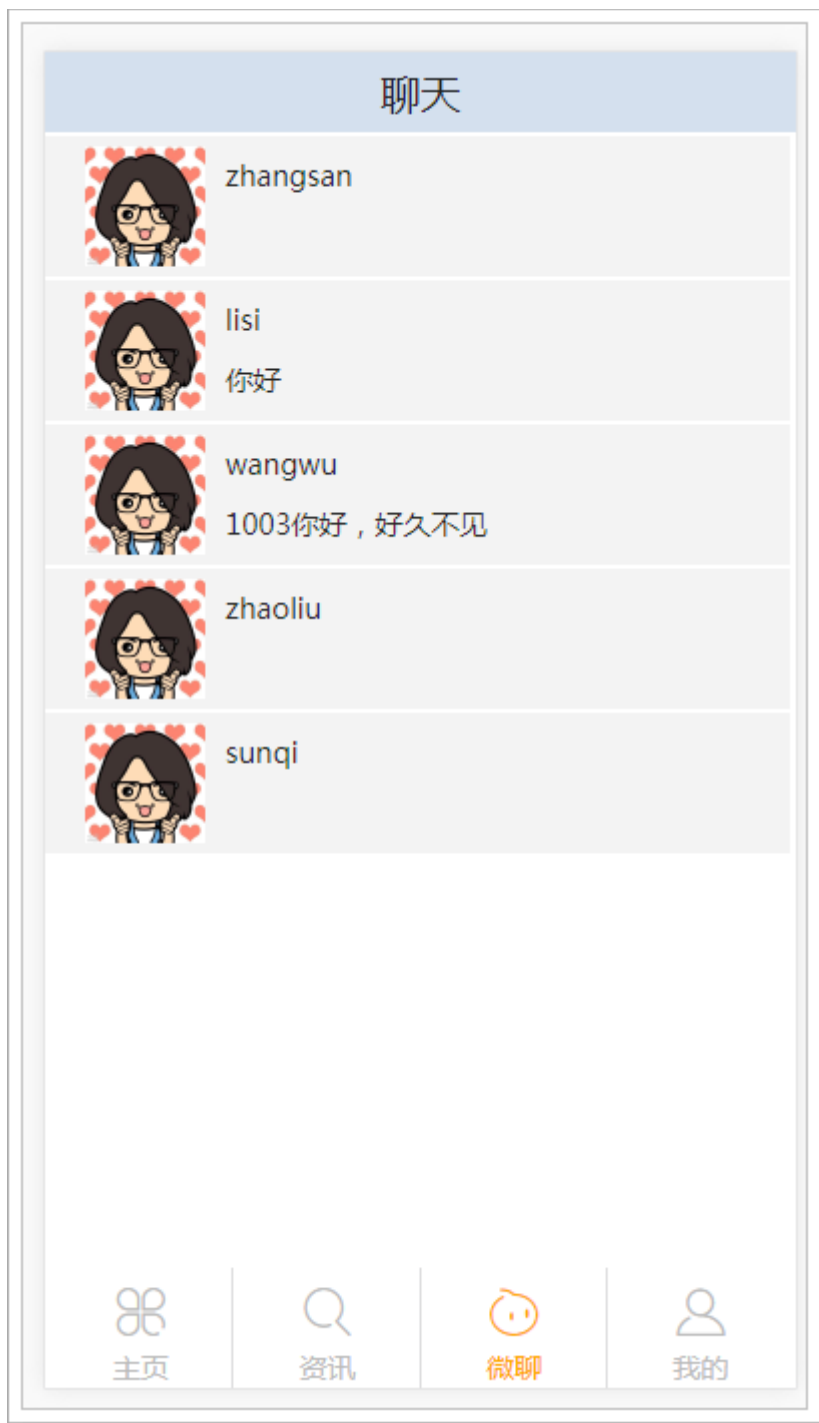 聊天
zhangsan
lisi
你好
wangwu
1003你好，好久不见
zhaoliu
sunqi
主页
资讯
微聊
我的